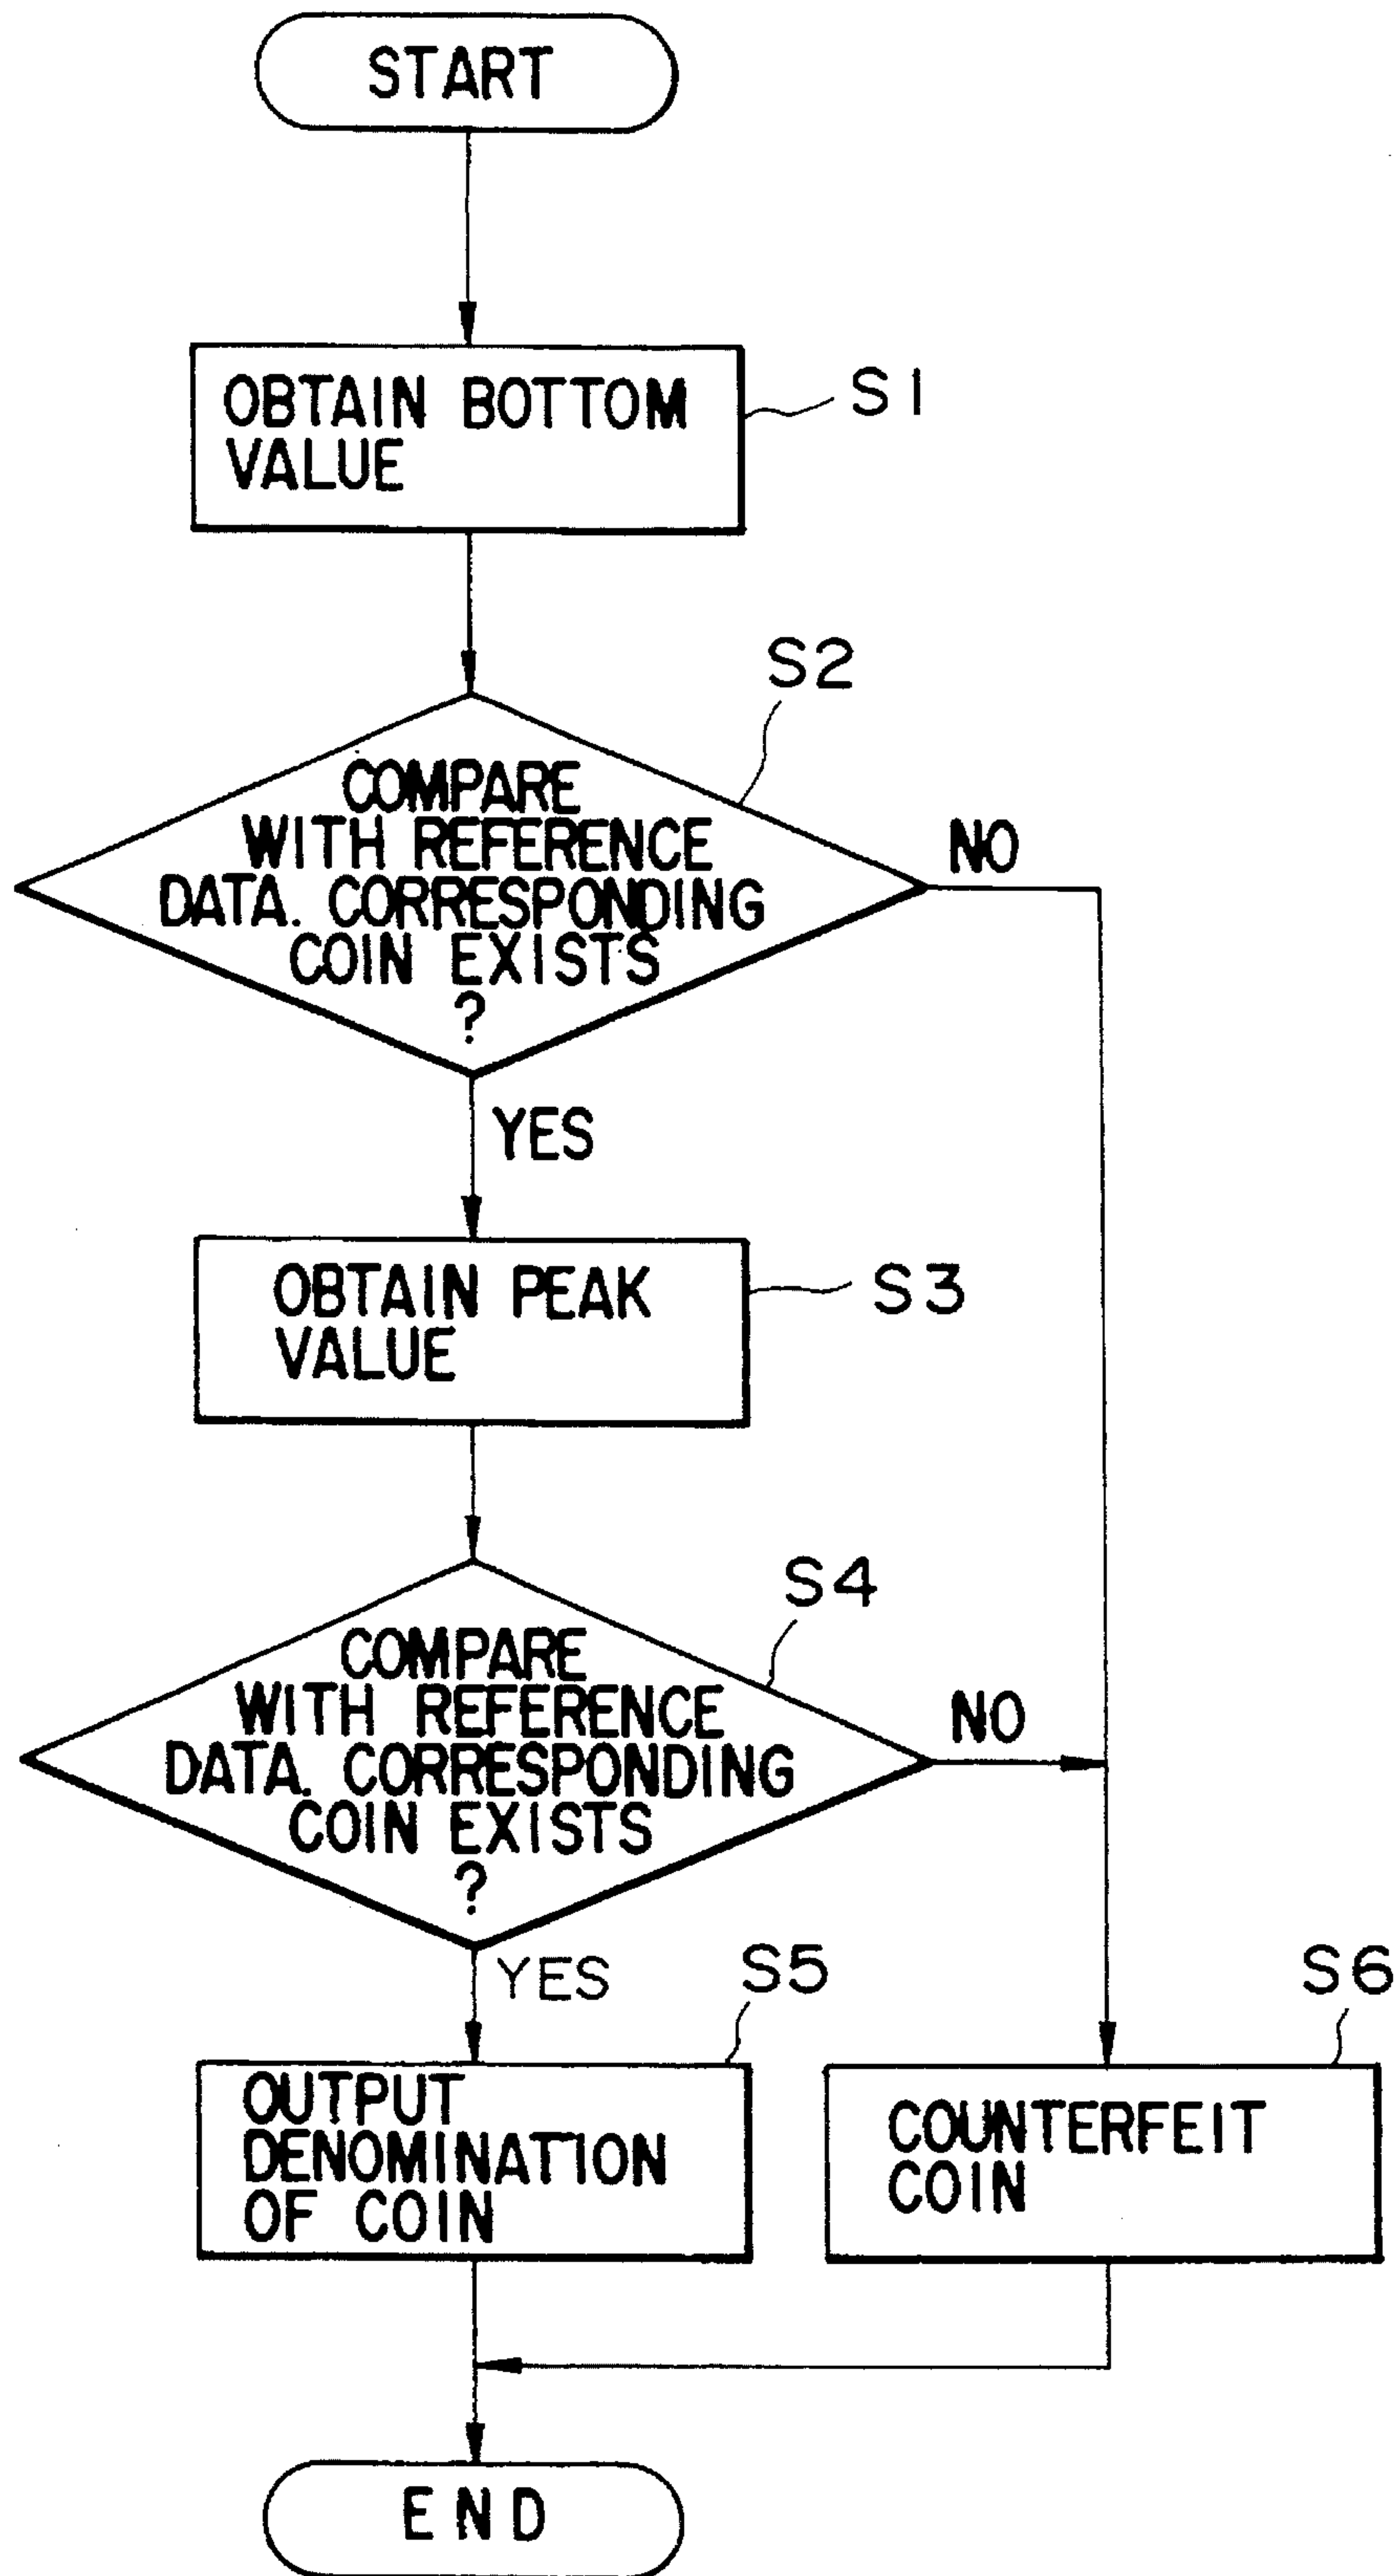 START
OBTAIN BOTTOM
VALUE
S1
S2
COMPARE
WITH REFERENCE
DATA. CORRESPONDING
COIN EXISTS
?
NO
YES
OBTAIN PEAK
VALUE
S3
S4
COMPARE
WITH REFERENCE
DATA. CORRESPONDING
COIN EXISTS
?
NO
YES
S5
OUTPUT
DENOMINATION
OF COIN
S6
COUNTERFEIT
COIN
END